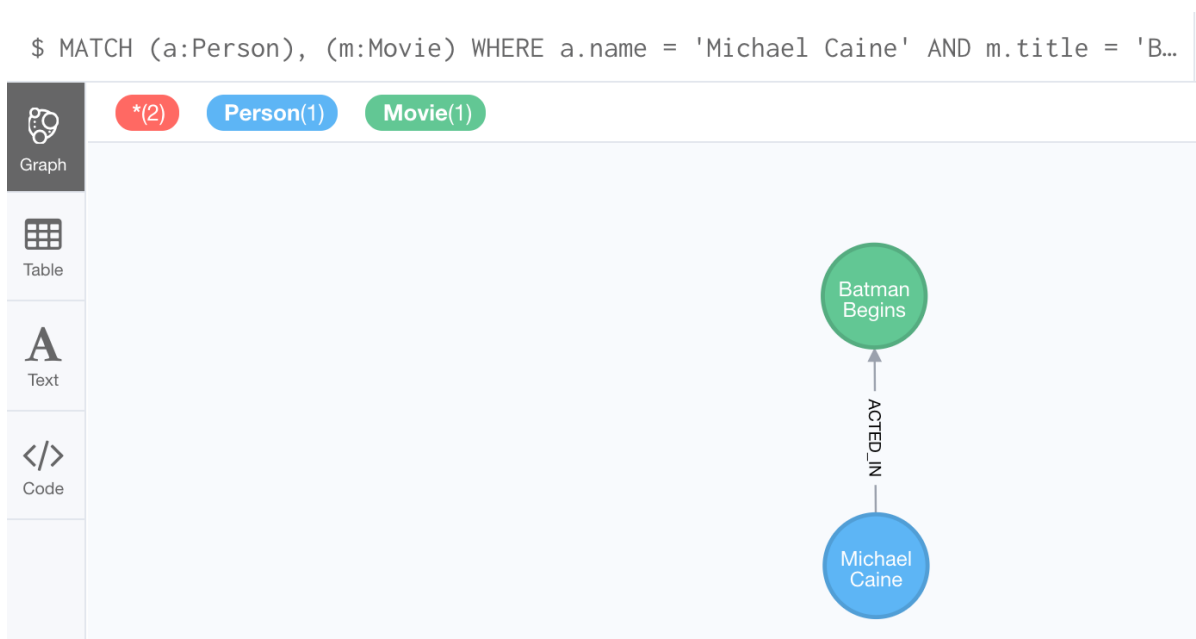 $ MATCH (a:Person), (m:Movie) WHERE a.name = 'Michael Caine' AND m.title = 'B…
*(2) Person(1) Movie(1)
Graph
Table
A
Text
</>
Code
Batman
Begins
ACTED_IN
Michael
Caine